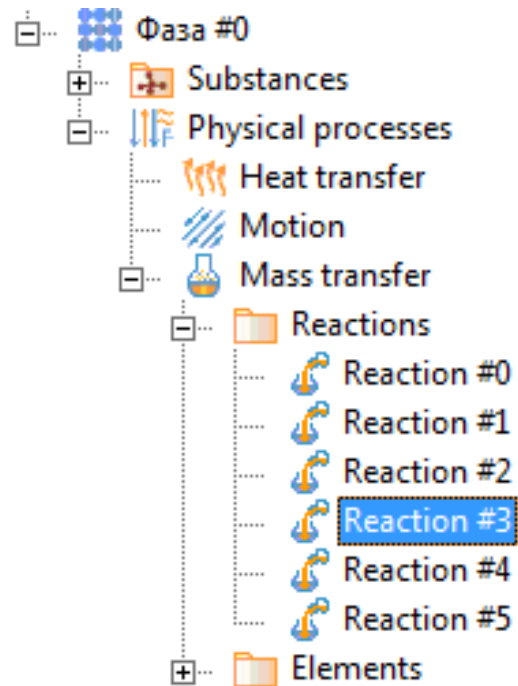 Фаза #0
Substances
Physical processes
Heat transfer
Motion
Mass transfer
Reactions
Reaction #0
Reaction #1
Reaction #2
Reaction #3
Reaction #4
Reaction #5
Elements